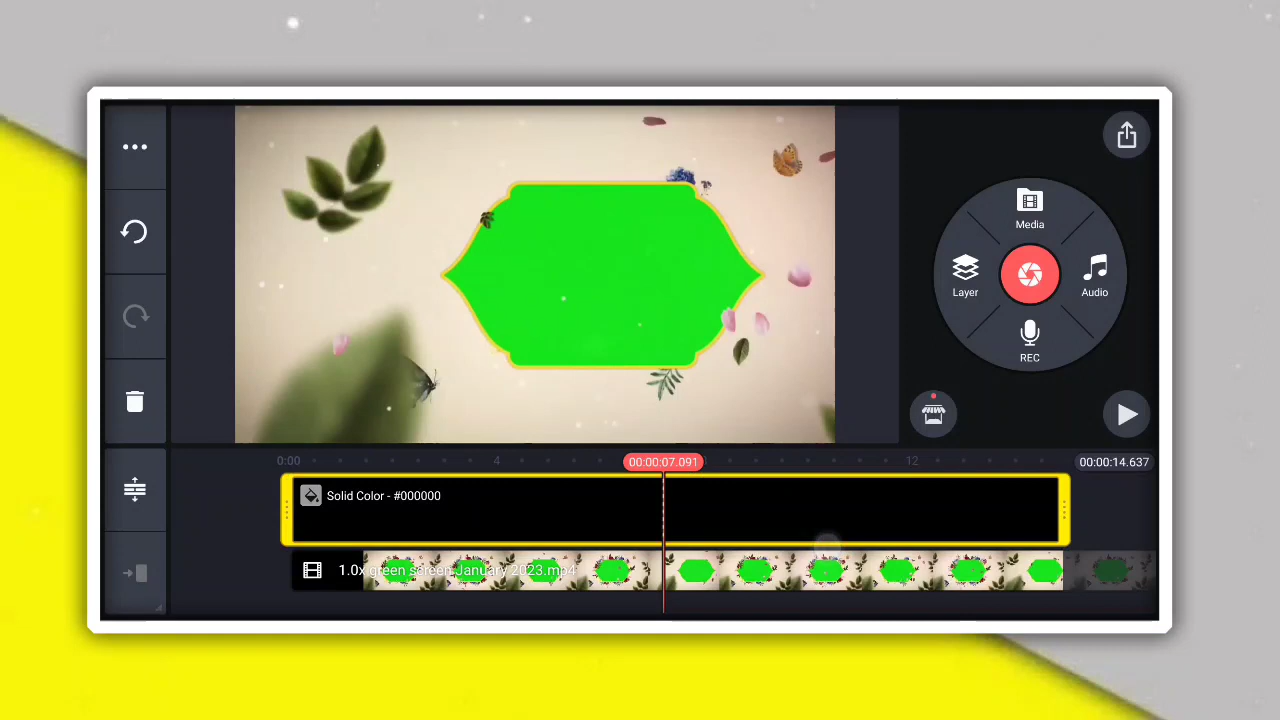 Media
Layer
Audio
REC
0:00
4
00:00:07.091
12
00:00:14.637
Solid Color - #000000
1.0x green screen January 2023.mp4